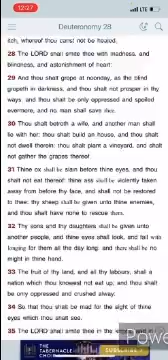 12:27
Deuteronomy 28
itch, whereof thou canst not be healed.
28 The LORD shall smite thee with madness, and
blindness, and astonishment of heart:
29 And thou shalt grope at noonday, as the blind
gropeth in darkness, and thou shalt not prosper in thy
ways: and thou shalt be only oppressed and spoiled
evermore, and no man shall save thee.
30 Thou shalt betroth a wife, and another man shall
lie with her: thou shalt build an house, and thou shalt
not dwell therein: thou shalt plant a vineyard, and shalt
not gather the grapes thereof.
31 Thine ox shall be slain before thine eyes, and thou
shalt not eat thereof: thine ass shall be violently taken
away from before thy face, and shall not be restored
to thee: thy sheep shall be given unto thine enemies,
and thou shalt have none to rescue them.
32 Thy sons and thy daughters shall be given unto
another people, and thine eyes shall look, and fail with
longing for them all the day long: and there shall be no
might in thine hand.
33 The fruit of thy land, and all thy labours, shall a
nation which thou knowest not eat up; and thou shalt
be only oppressed and crushed alway:
34 So that thou shalt be mad for the sight of thine
eyes which thou shalt see.
35 The LORD shall smite thee in the knees, and in
THE
TABERNACLE
SUBSCRIBE
Power